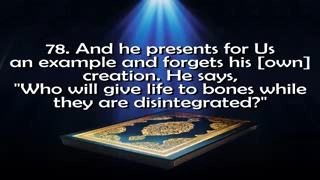 78. And he presents for Us
an example and forgets his [own]
creation. He says,
"Who will give life to bones while
they are disintegrated?"